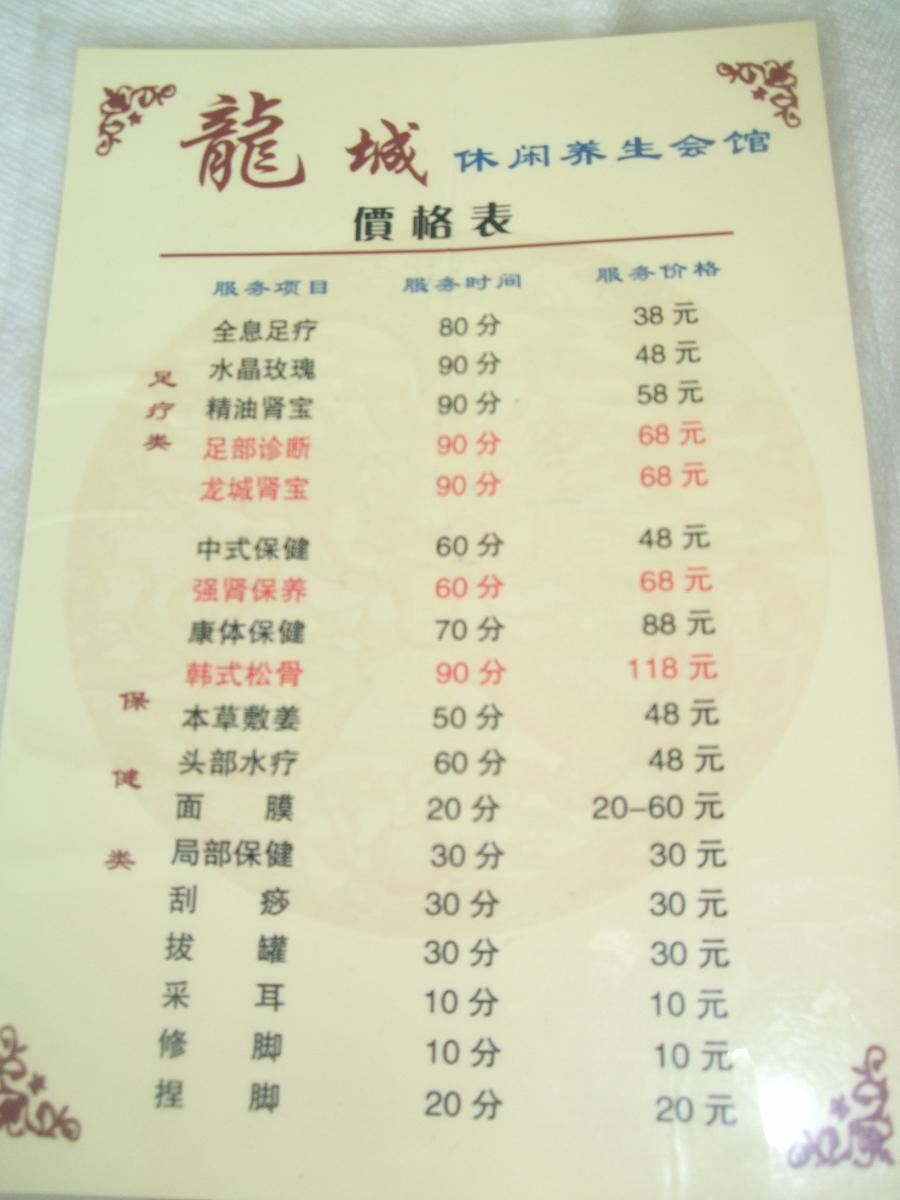 龍城 休闲养生会馆
價格表
服务项目 服务时间 服务价格
足疗类
全息足疗 80分 38元
水晶玫瑰 90分 48元
精油肾宝 90分 58元
足部诊断 90分 68元
龙城肾宝 90分 68元
保健类
中式保健 60分 48元
强肾保养 60分 68元
康体保健 70分 88元
韩式松骨 90分 118元
本草敷姜 50分 48元
头部水疗 60分 48元
面膜 20分 20-60元
局部保健 30分 30元
刮痧 30分 30元
拔罐 30分 30元
采耳 10分 10元
修脚 10分 10元
捏脚 20分 20元